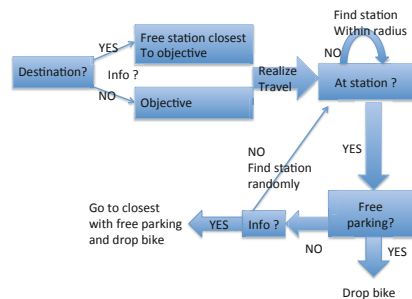 Find station
Within radius
Free station closest
To objective
YES
NO
Destination?
Info ?
Realize
Travel
At station ?
NO
Objective
YES
NO
Find station
randomly
Go to closest
with free parking
and drop bike
YES
Info ?
Free
parking?
NO
YES
Drop bike